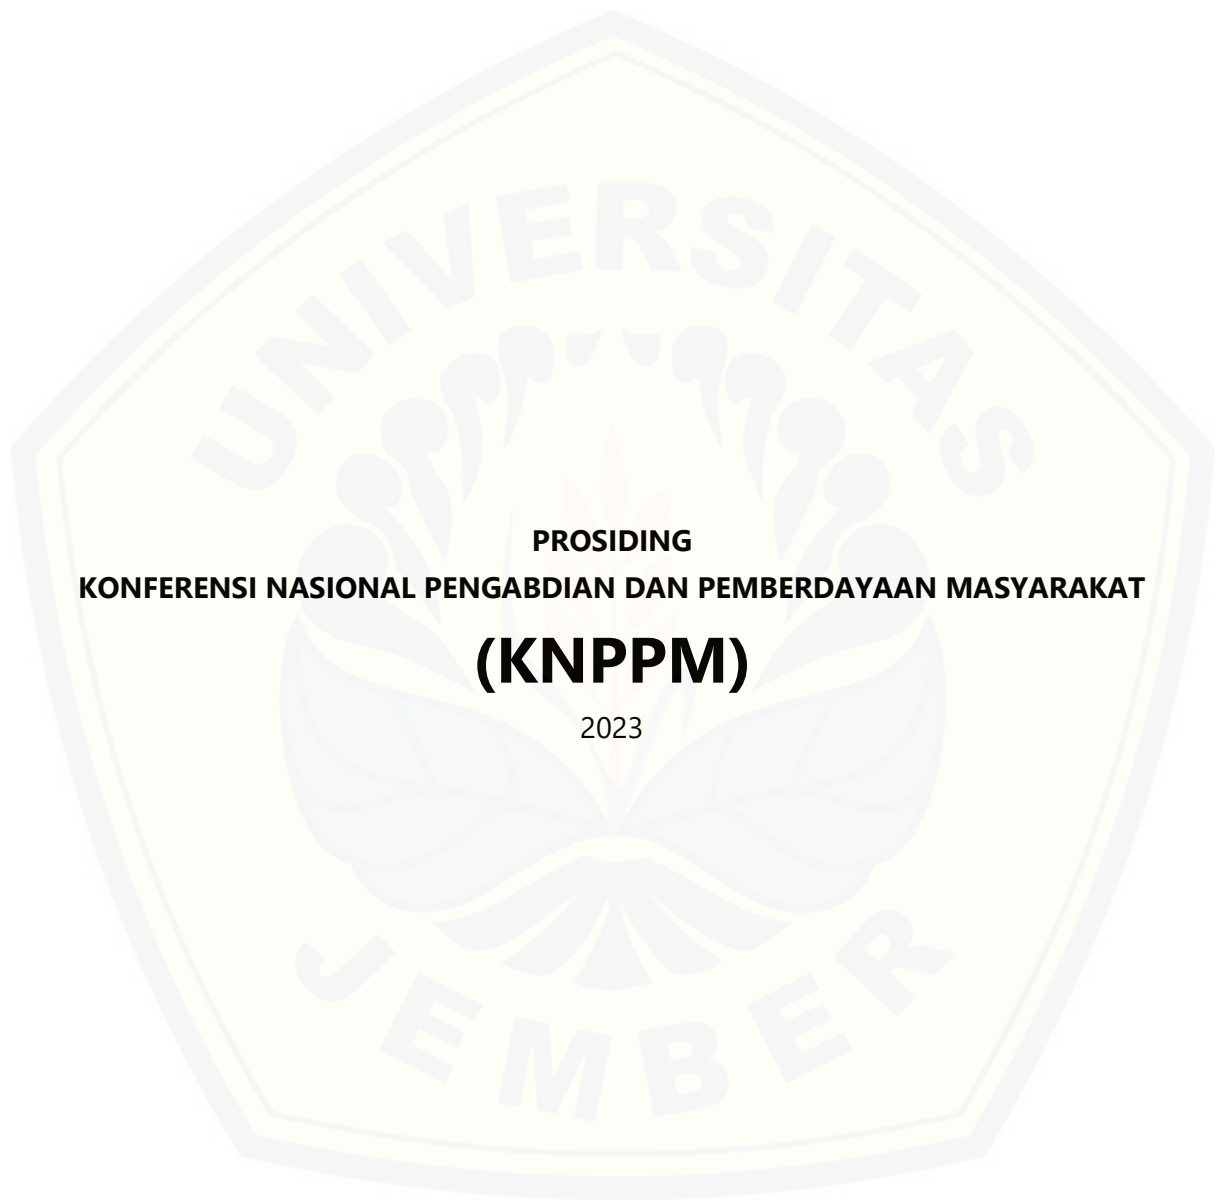 UNIVERSITAS
PROSIDING
KONFERENSI NASIONAL PENGABDIAN DAN PEMBERDAYAAN MASYARAKAT
(KNPPM)
2023
JEMBER